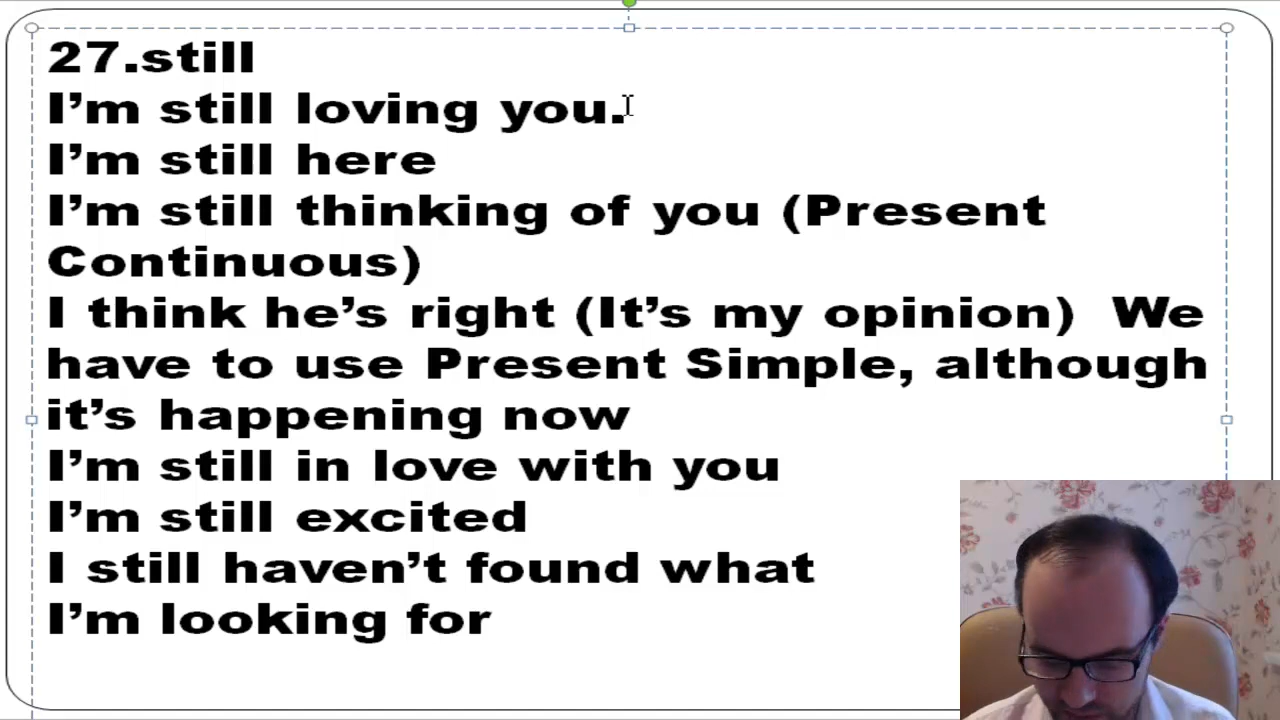 27.still
I’m still loving you.
I’m still here
I’m still thinking of you (Present
Continuous)
I think he’s right (It’s my opinion)  We
have to use Present Simple, although
it’s happening now
I’m still in love with you
I’m still excited
I still haven’t found what
I’m looking for